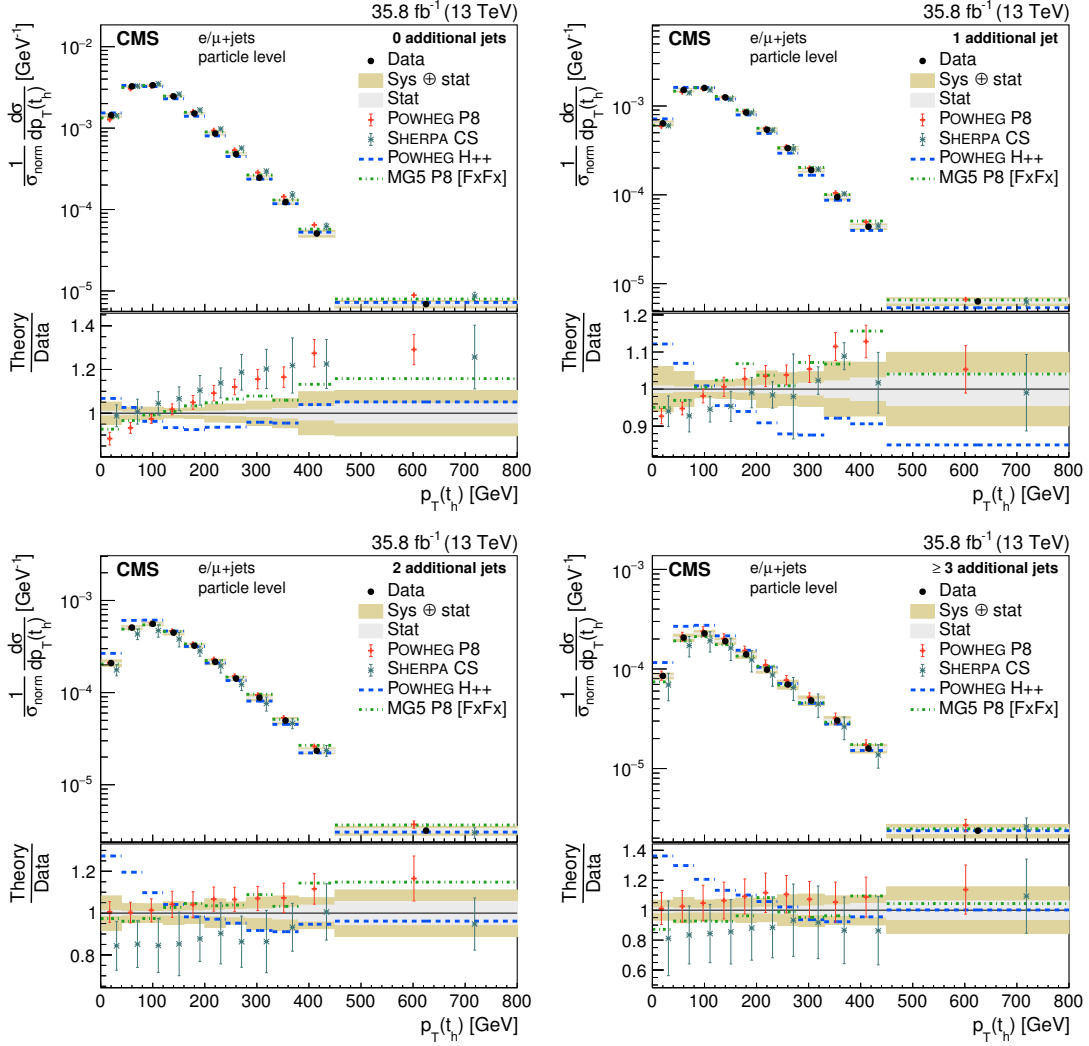 35.8 fb⁻¹ (13 TeV)
CMS e/μ+jets 0 additional jets
particle level
Data
Sys ⊕ stat
Stat
POWHEG P8
SHERPA CS
POWHEG H++
MG5 P8 [FxFx]
1/σnorm dσ/dpT(th) [GeV⁻¹]
10⁻²
10⁻³
10⁻⁴
10⁻⁵
Theory/Data
1.4
1.2
1
0 100 200 300 400 500 600 700 800
pT(th) [GeV]
35.8 fb⁻¹ (13 TeV)
CMS e/μ+jets 1 additional jet
particle level
Data
Sys ⊕ stat
Stat
POWHEG P8
SHERPA CS
POWHEG H++
MG5 P8 [FxFx]
1/σnorm dσ/dpT(th) [GeV⁻¹]
10⁻³
10⁻⁴
10⁻⁵
Theory/Data
1.2
1.1
1
0.9
0 100 200 300 400 500 600 700 800
pT(th) [GeV]
35.8 fb⁻¹ (13 TeV)
CMS e/μ+jets 2 additional jets
particle level
Data
Sys ⊕ stat
Stat
POWHEG P8
SHERPA CS
POWHEG H++
MG5 P8 [FxFx]
1/σnorm dσ/dpT(th) [GeV⁻¹]
10⁻³
10⁻⁴
10⁻⁵
Theory/Data
1.2
1
0.8
0 100 200 300 400 500 600 700 800
pT(th) [GeV]
35.8 fb⁻¹ (13 TeV)
CMS e/μ+jets ≥ 3 additional jets
particle level
Data
Sys ⊕ stat
Stat
POWHEG P8
SHERPA CS
POWHEG H++
MG5 P8 [FxFx]
1/σnorm dσ/dpT(th) [GeV⁻¹]
10⁻³
10⁻⁴
10⁻⁵
Theory/Data
1.4
1.2
1
0.8
0.6
0 100 200 300 400 500 600 700 800
pT(th) [GeV]